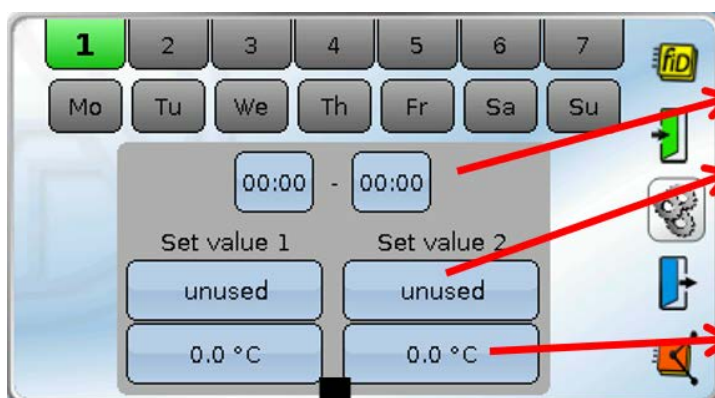 1 2 3 4 5 6 7
fiD
Mo Tu We Th Fr Sa Su
00:00 - 00:00
Set value 1 Set value 2
unused unused
0.0 °C 0.0 °C